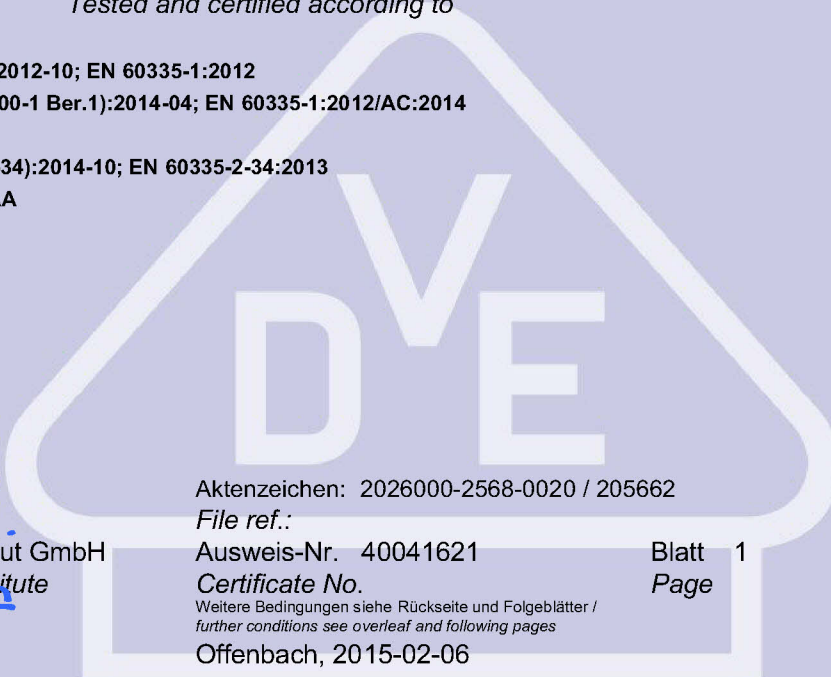 Tested and certified according to
2012-10; EN 60335-1:2012
00-1 Ber.1):2014-04; EN 60335-1:2012/AC:2014
34):2014-10; EN 60335-2-34:2013
A
VDE
Aktenzeichen: 2026000-2568-0020 / 205662
File ref.:
ut GmbH Ausweis-Nr. 40041621 Blatt 1
itute Certificate No. Page
Weitere Bedingungen siehe Rückseite und Folgeblätter /
further conditions see overleaf and following pages
Offenbach, 2015-02-06